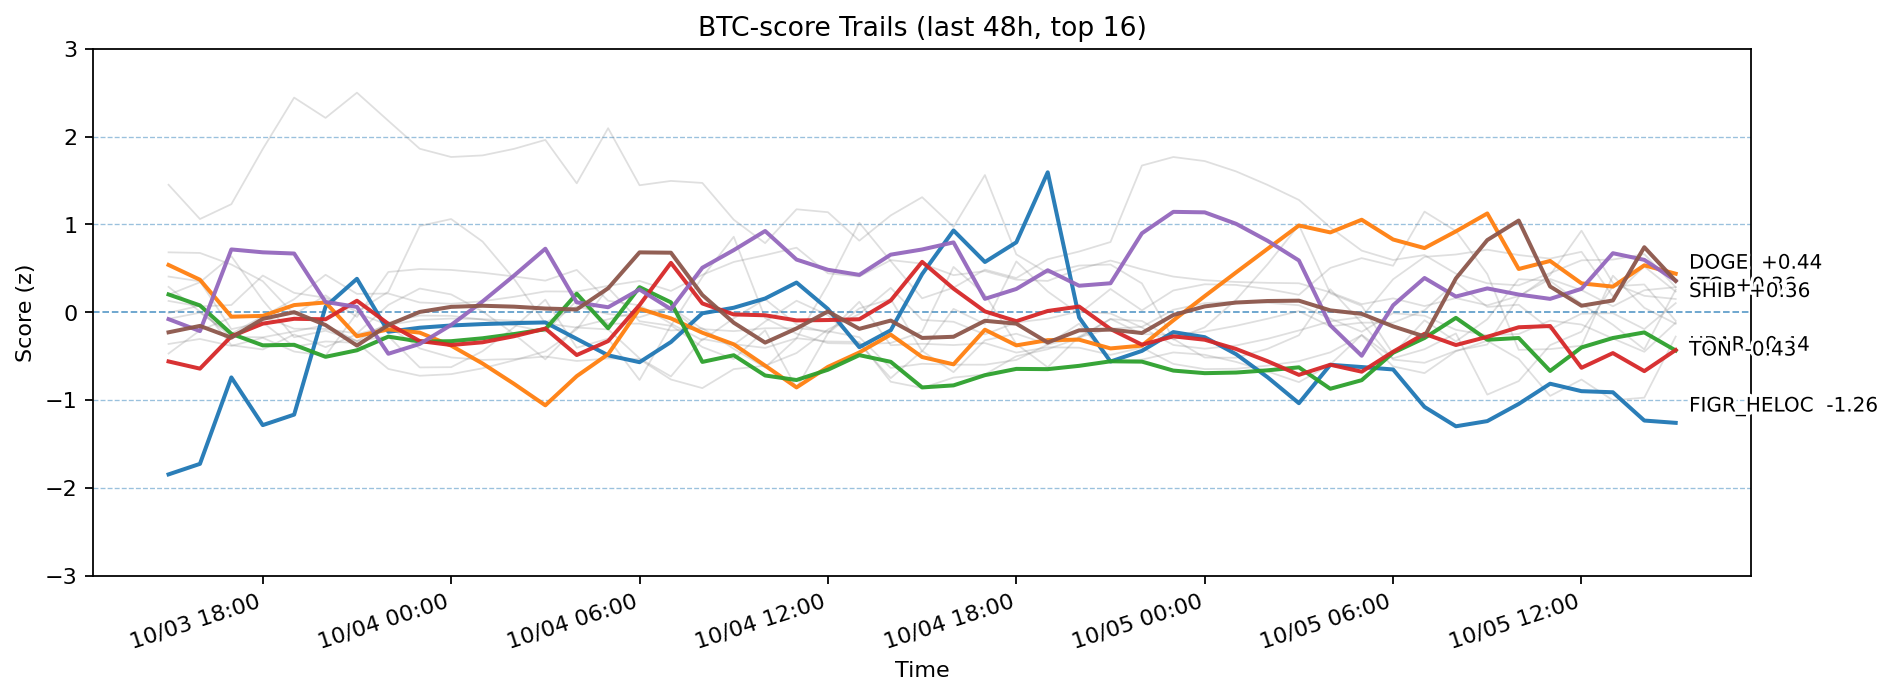 BTC-score Trails (last 48h, top 16)
Score (z)
3
2
1
0
−1
−2
−3
DOGE +0.44
SHIB +0.36
TON -0.43
FIGR_HELOC -1.26
10/03 18:00
10/04 00:00
10/04 06:00
10/04 12:00
10/04 18:00
10/05 00:00
10/05 06:00
10/05 12:00
Time